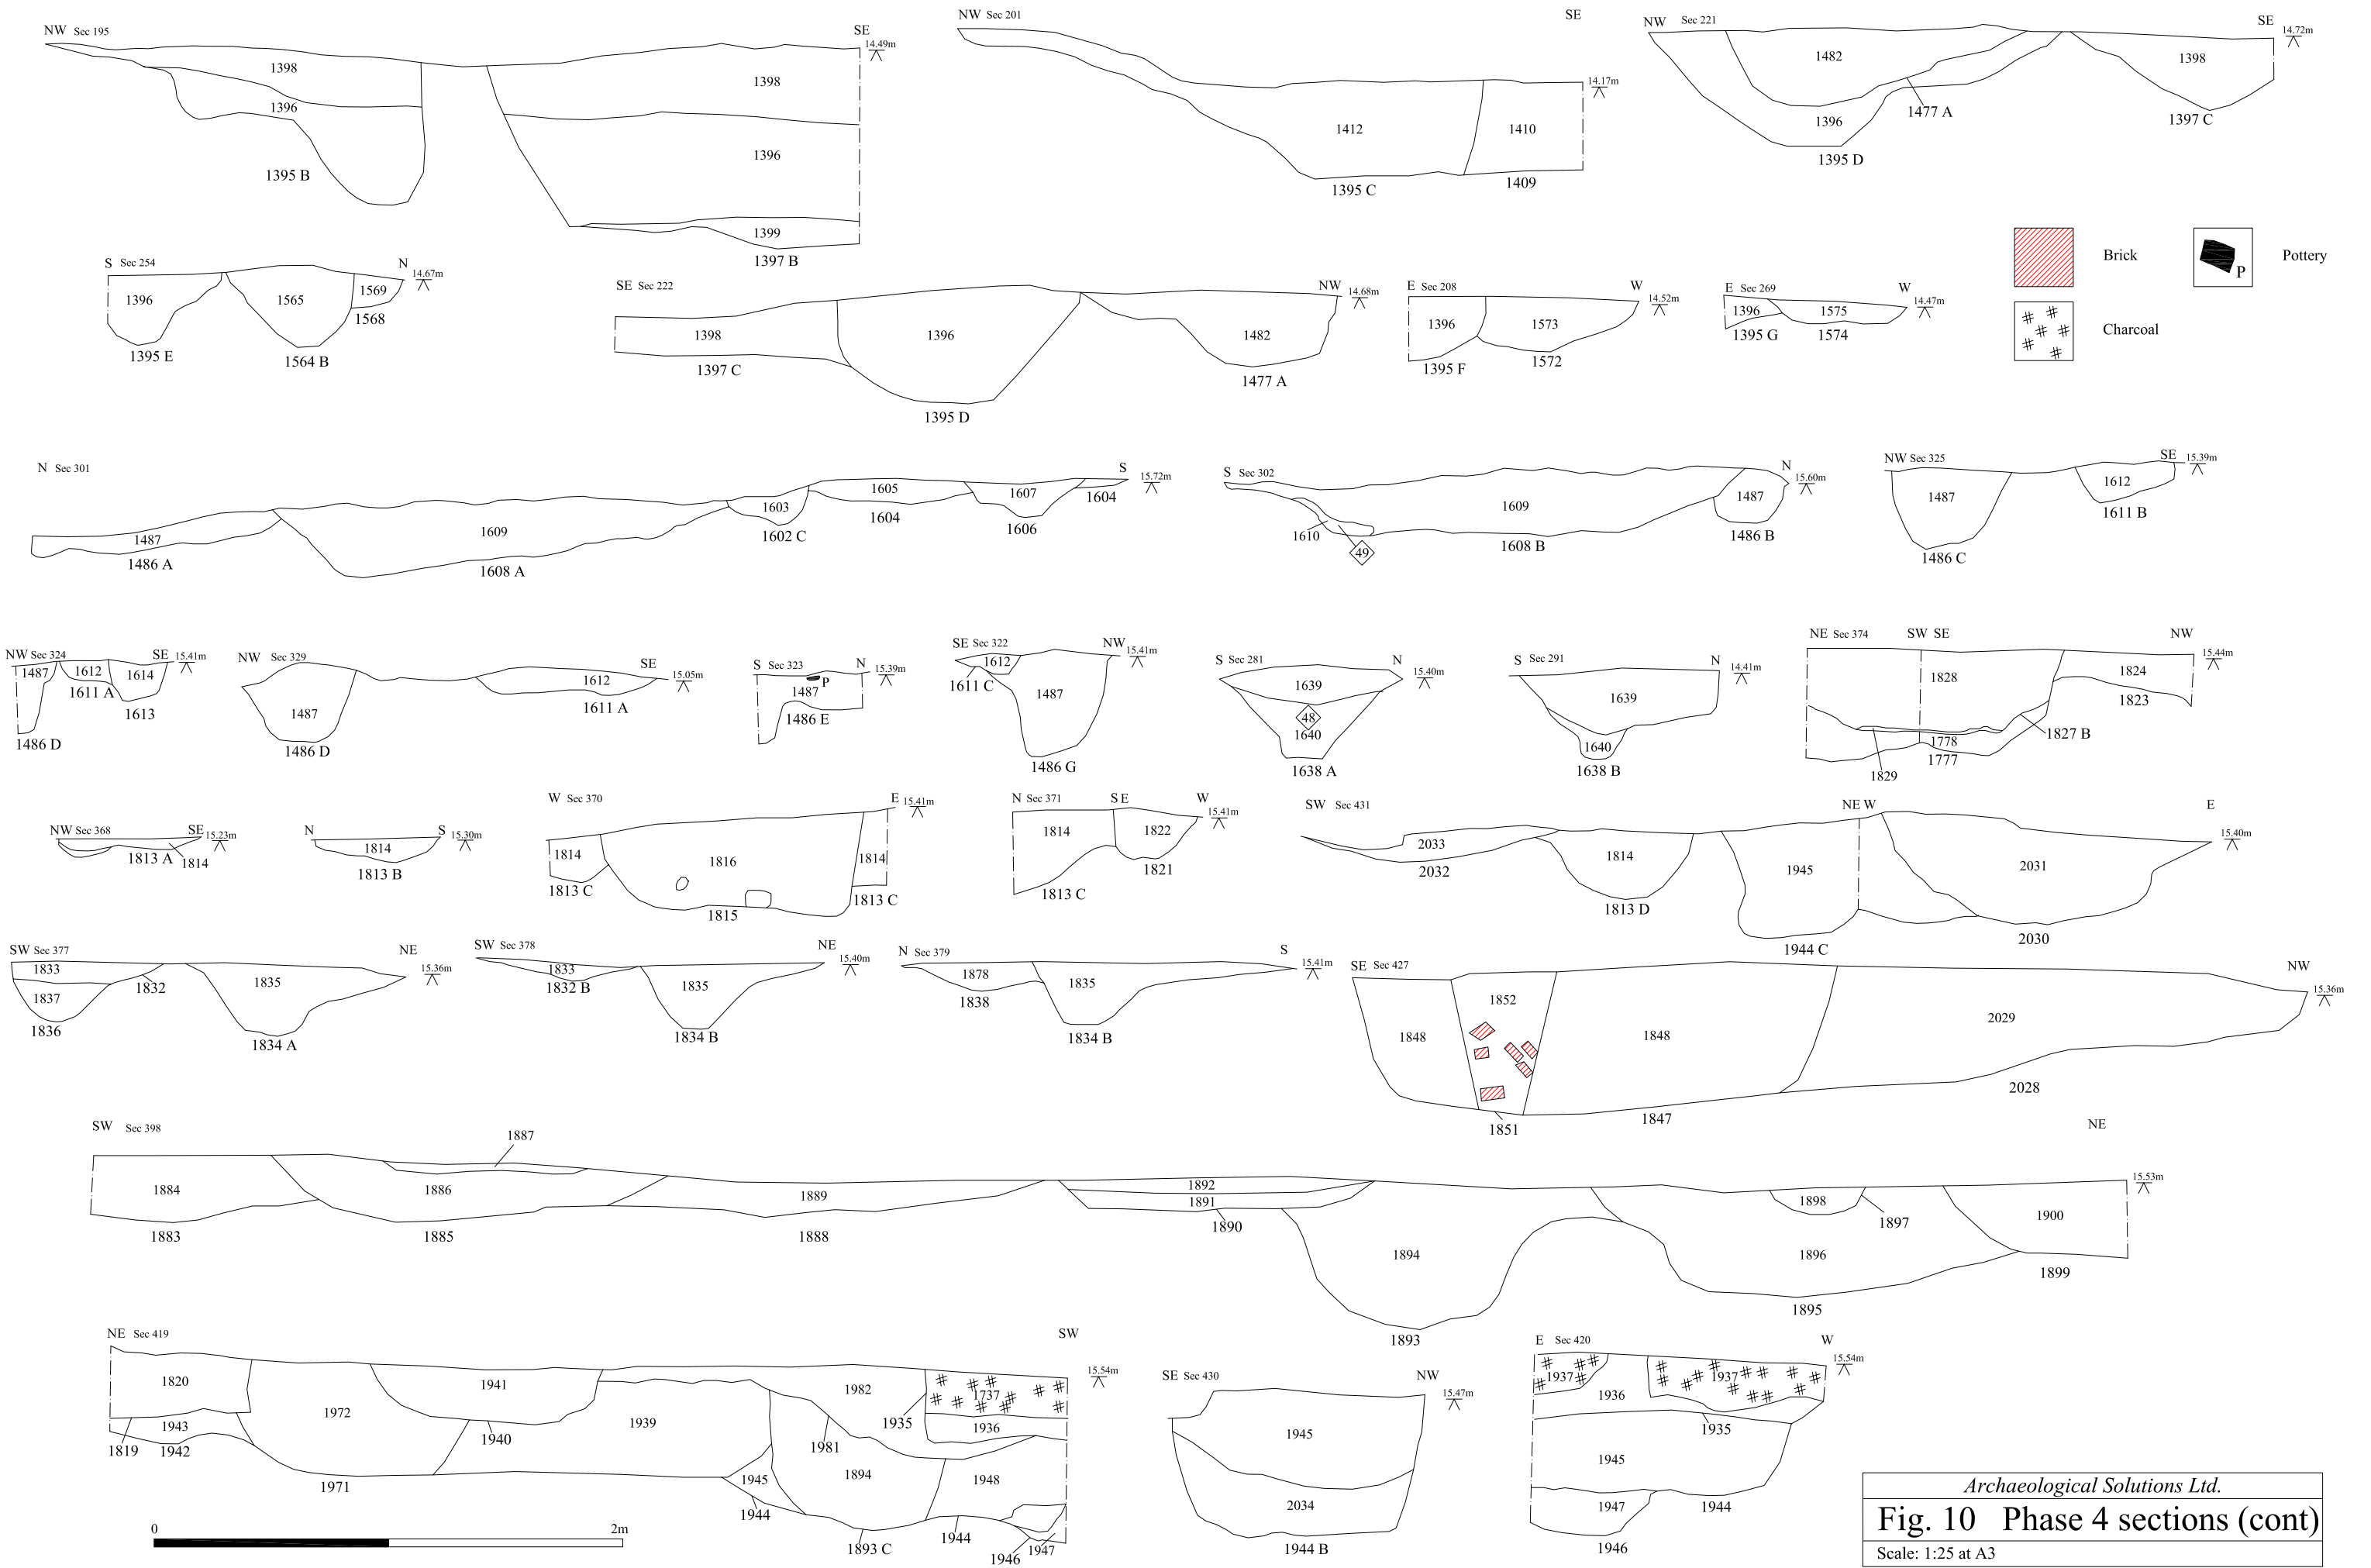 NW Sec 195 SE
14.49m
1398
1396
1395 B
1398
1396
1399
1397 B
NW Sec 201 SE
14.17m
1412
1410
1395 C
1409
NW Sec 221 SE
14.72m
1482
1398
1477 A
1396
1397 C
1395 D
Brick
P
Pottery
Charcoal
S Sec 254 N
14.67m
1396
1565
1569
1568
1395 E
1564 B
SE Sec 222 NW
14.68m
1398
1396
1482
1397 C
1477 A
1395 D
E Sec 208 W
14.52m
1396
1573
1395 F
1572
E Sec 269 W
14.47m
1396
1575
1395 G
1574
N Sec 301 S
15.72m
1487
1609
1603
1605
1607
1604
1604
1606
1602 C
1486 A
1608 A
S Sec 302 N
15.60m
1609
1487
1610
49
1608 B
1486 B
NW Sec 325 SE
15.39m
1487
1612
1611 B
1486 C
NW Sec 324 SE
15.41m
1487
1612
1614
1611 A
1613
1486 D
NW Sec 329 SE
15.05m
1487
1612
1611 A
1486 D
S Sec 323 N
15.39m
P
1487
1486 E
SE Sec 322 NW
15.41m
1612
1611 C
1487
1486 G
S Sec 281 N
15.40m
1639
48
1640
1638 A
S Sec 291 N
14.41m
1639
1640
1638 B
NE Sec 374 SW SE NW
15.44m
1828
1824
1823
1827 B
1778
1777
1829
NW Sec 368 SE
15.23m
1813 A
1814
N S
15.30m
1814
1813 B
W Sec 370 E
15.41m
1814
1816
1814
1813 C
1813 C
1815
N Sec 371 S E W
15.41m
1814
1822
1821
1813 C
SW Sec 431 NE W E
15.40m
2033
2032
1814
1813 D
1945
2031
1944 C
2030
SW Sec 377 NE
15.36m
1833
1837
1832
1835
1836
1834 A
SW Sec 378 NE
15.40m
1833
1832 B
1835
1834 B
N Sec 379 S
15.41m
1878
1838
1835
1834 B
SE Sec 427 NW
15.36m
1848
1852
1848
2029
2028
1851
1847
SW Sec 398 NE
15.53m
1887
1884
1886
1889
1892
1891
1890
1898
1897
1900
1894
1896
1899
1883
1885
1888
1895
1893
NE Sec 419 SW
15.54m
1820
1941
1982
1737
1972
1939
1935
1936
1943
1940
1981
1819
1942
1945
1894
1948
1971
1944
1944
1893 C
1946
1947
SE Sec 430 NW
15.47m
1945
2034
1944 B
E Sec 420 W
15.54m
1937
1936
1937
1935
1945
1947
1944
1946
0 2m
Archaeological Solutions Ltd.
Fig. 10 Phase 4 sections (cont)
Scale: 1:25 at A3